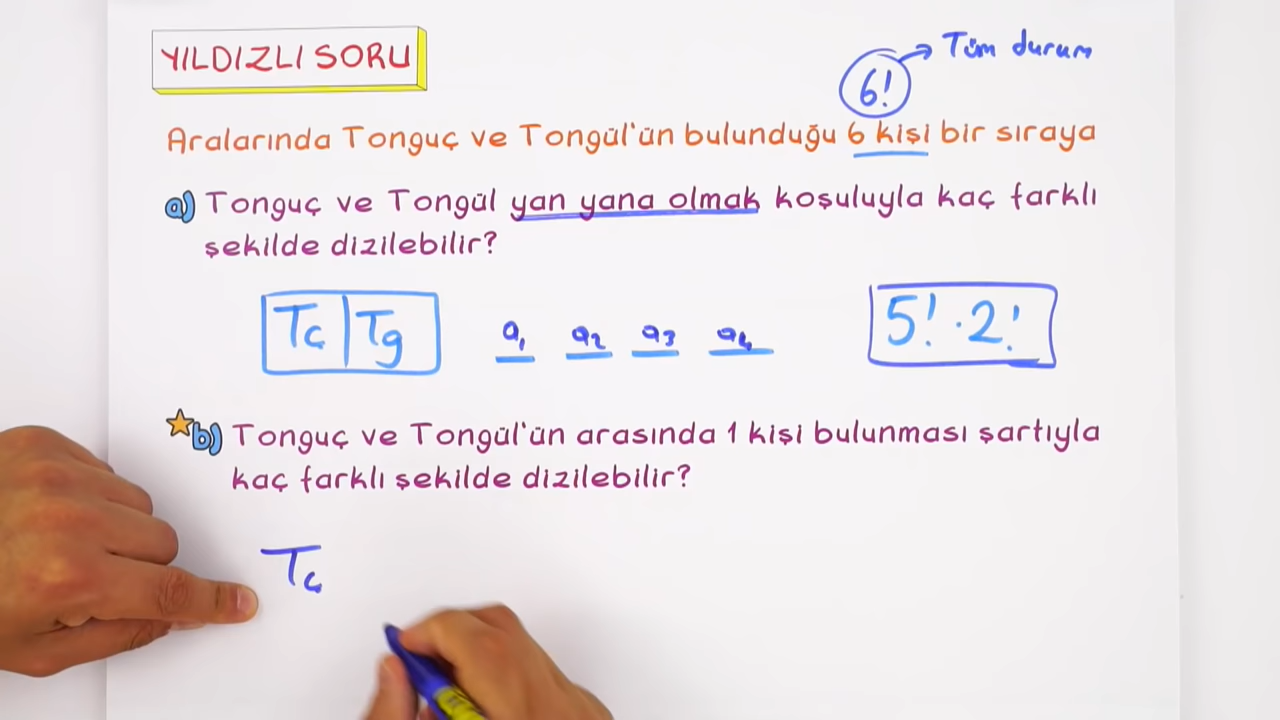 YILDIZLI SORU
6! → Tüm durum
Aralarında Tonguç ve Tongül'ün bulunduğu 6 kişi bir sıraya
a) Tonguç ve Tongül yan yana olmak koşuluyla kaç farklı
şekilde dizilebilir?
Tç | Tg a₁ a₂ a₃ a₄ 5! · 2!
b) Tonguç ve Tongül'ün arasında 1 kişi bulunması şartıyla
kaç farklı şekilde dizilebilir?
Tç